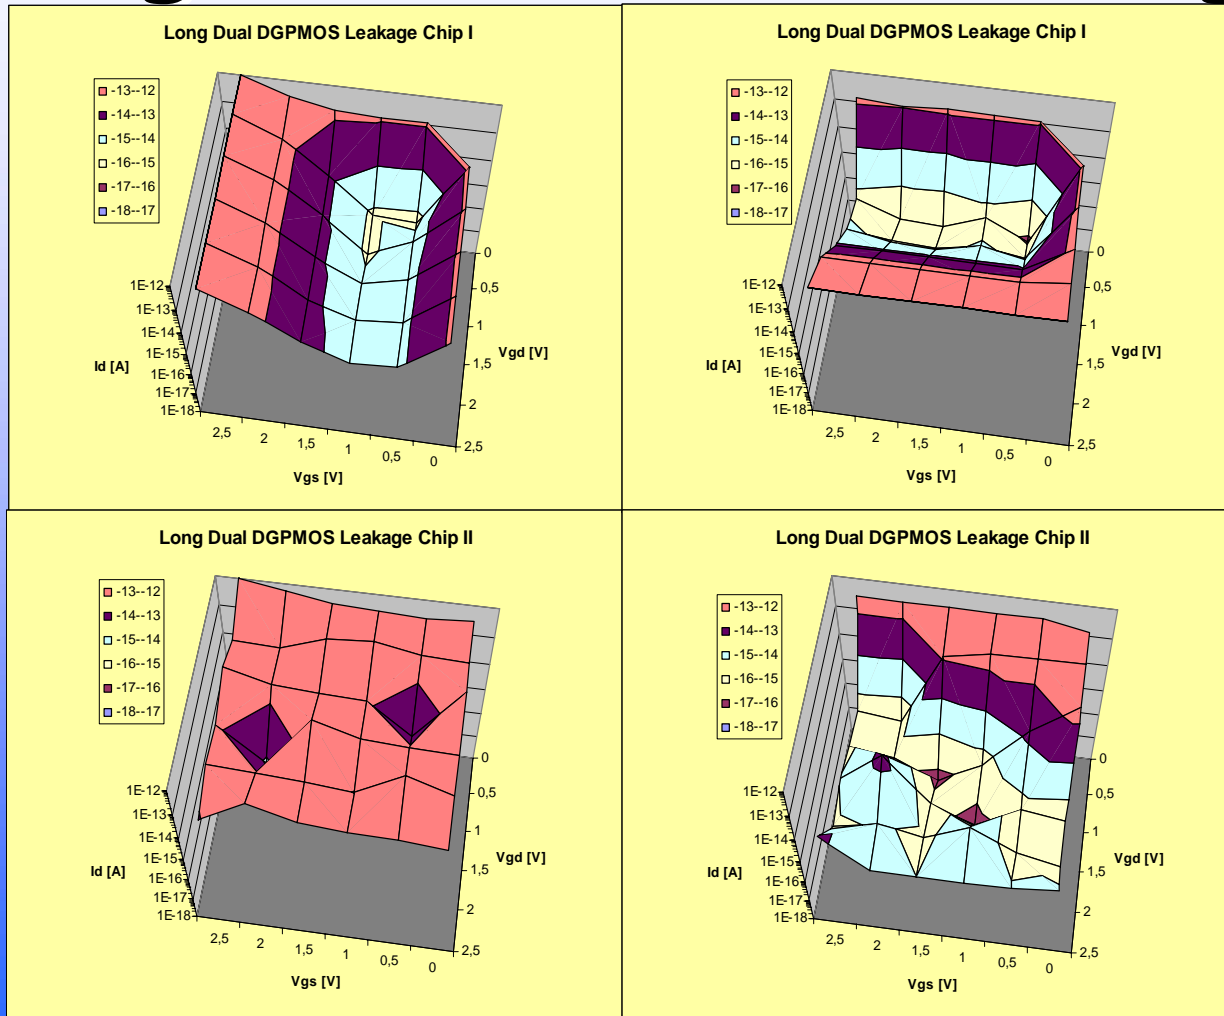 Long Dual DGPMOS Leakage Chip I
-13--12
-14--13
-15--14
-16--15
-17--16
-18--17
1E-12
1E-13
1E-14
1E-15
1E-16
1E-17
1E-18
Id [A]
2,5
2
1,5
1
0,5
0
Vgs [V]
0
0,5
1
1,5
2
2,5
Vgd [V]
Long Dual DGPMOS Leakage Chip I
-13--12
-14--13
-15--14
-16--15
-17--16
-18--17
1E-12
1E-13
1E-14
1E-15
1E-16
1E-17
1E-18
Id [A]
2,5
2
1,5
1
0,5
0
Vgs [V]
0
0,5
1
1,5
2
2,5
Vgd [V]
Long Dual DGPMOS Leakage Chip II
-13--12
-14--13
-15--14
-16--15
-17--16
-18--17
1E-12
1E-13
1E-14
1E-15
1E-16
1E-17
1E-18
Id [A]
2,5
2
1,5
1
0,5
0
Vgs [V]
0
0,5
1
1,5
2
2,5
Vgd [V]
Long Dual DGPMOS Leakage Chip II
-13--12
-14--13
-15--14
-16--15
-17--16
-18--17
1E-12
1E-13
1E-14
1E-15
1E-16
1E-17
1E-18
Id [A]
2,5
2
1,5
1
0,5
0
Vgs [V]
0
0,5
1
1,5
2
2,5
Vgd [V]